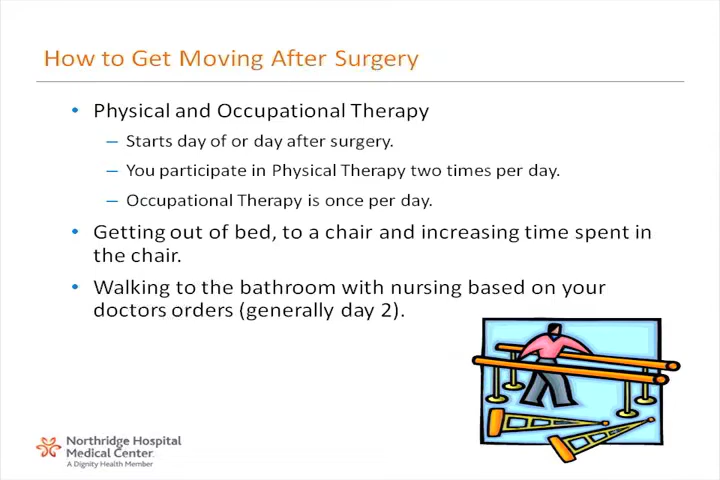 How to Get Moving After Surgery
• Physical and Occupational Therapy
– Starts day of or day after surgery.
– You participate in Physical Therapy two times per day.
– Occupational Therapy is once per day.
• Getting out of bed, to a chair and increasing time spent in
the chair.
• Walking to the bathroom with nursing based on your
doctors orders (generally day 2).
Northridge Hospital
Medical Center.
A Dignity Health Member